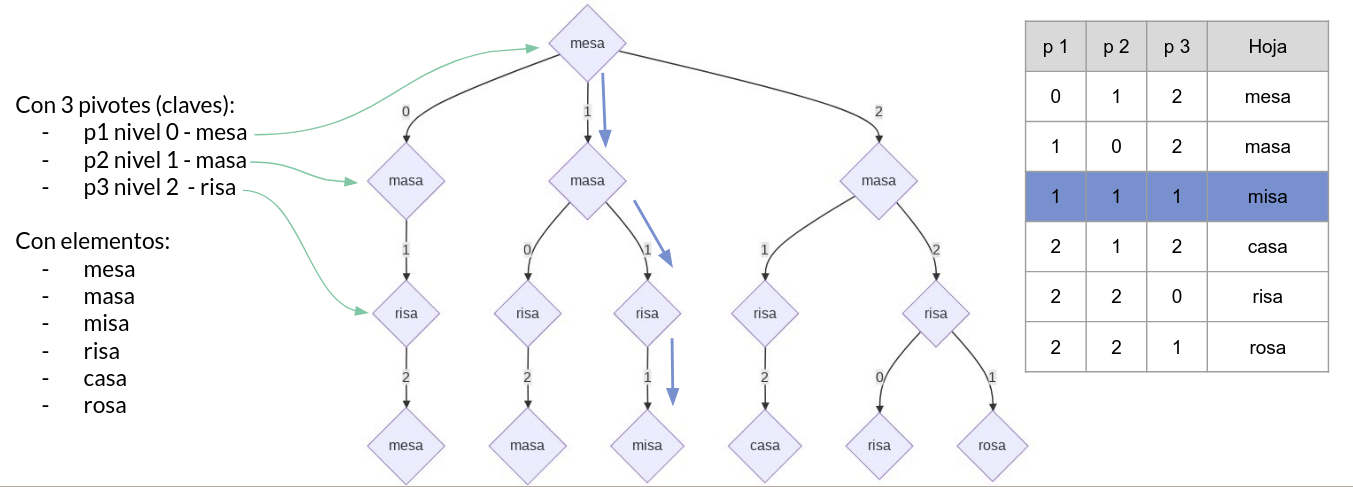 Con 3 pivotes (claves):
- p1 nivel 0 - mesa
- p2 nivel 1 - masa
- p3 nivel 2 - risa
Con elementos:
- mesa
- masa
- misa
- risa
- casa
- rosa
mesa
0 1 2
masa masa masa
1 0 1 1 2
risa risa risa risa risa
2 2 1 2 0 1
mesa masa misa casa risa rosa
p 1 p 2 p 3 Hoja
0 1 2 mesa
1 0 2 masa
1 1 1 misa
2 1 2 casa
2 2 0 risa
2 2 1 rosa